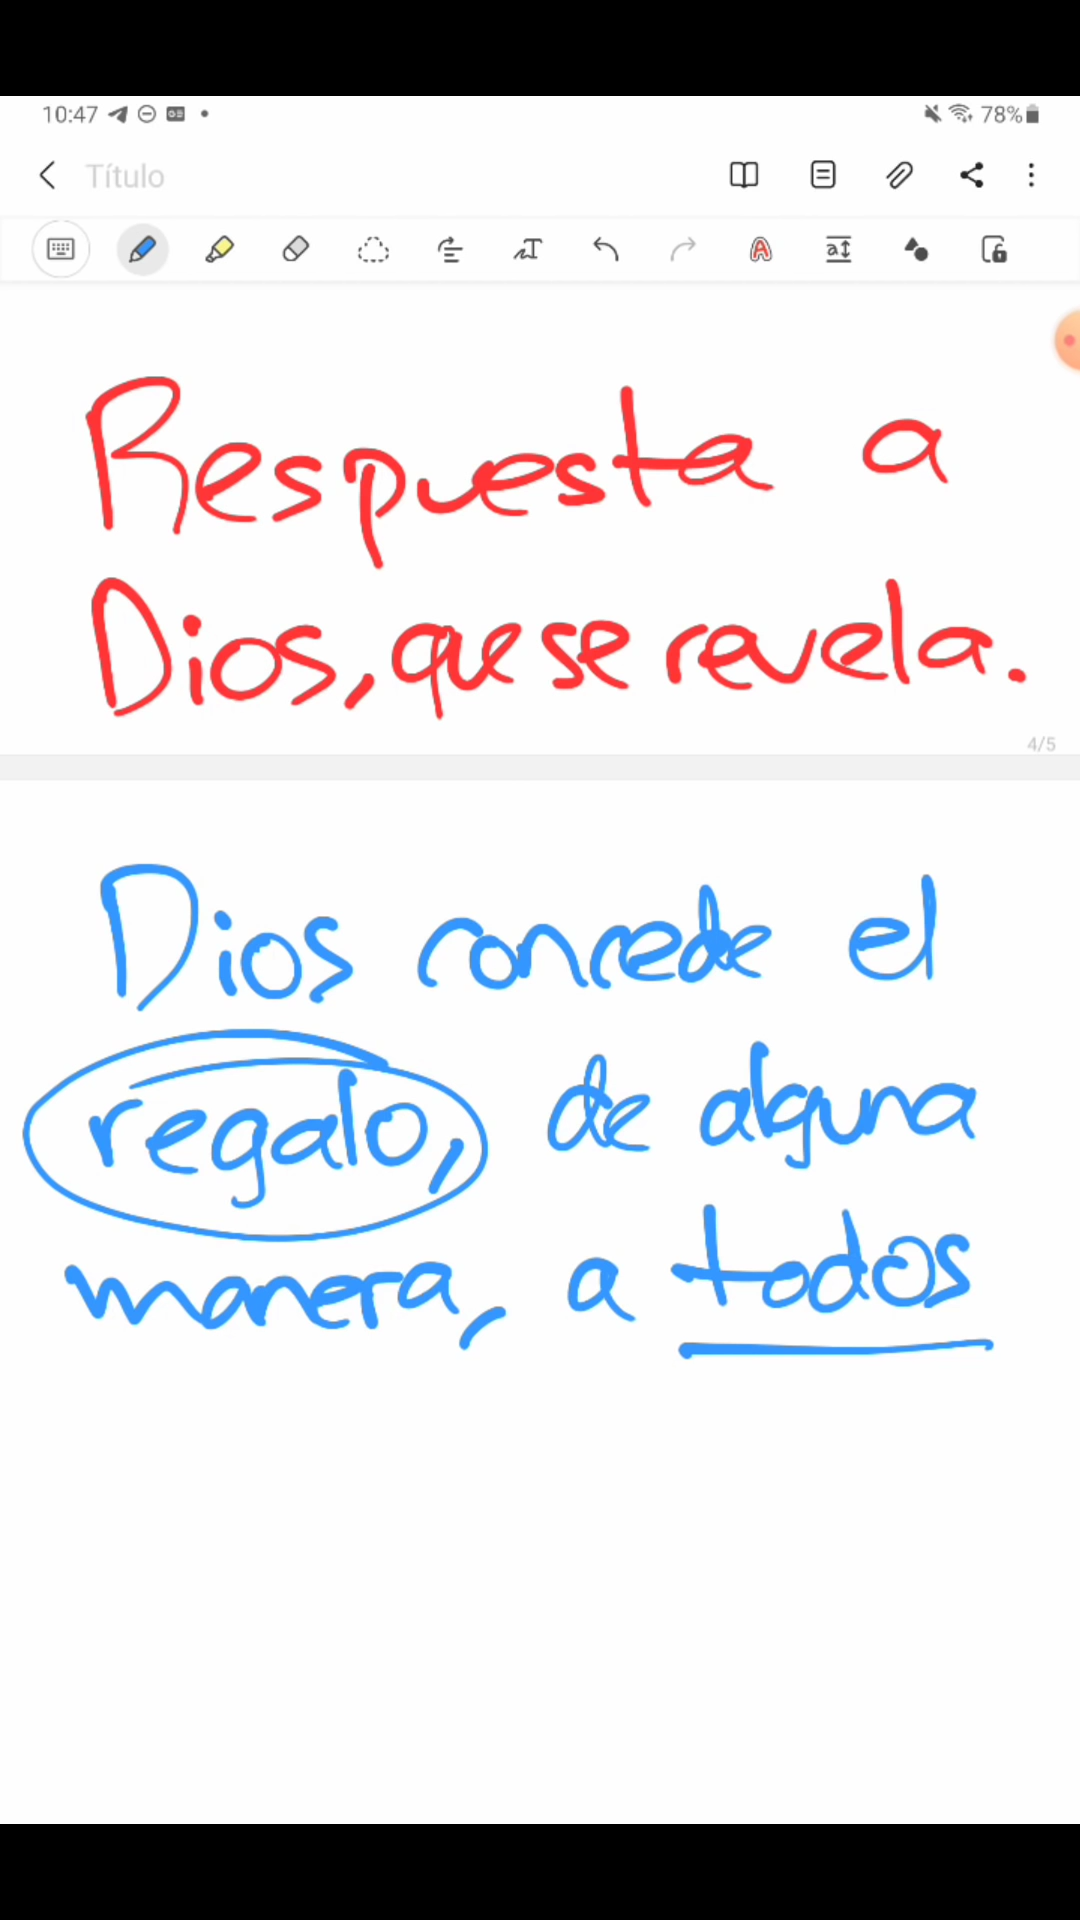 10:47
78%
Título
Respuesta a
Dios, que se revela.
4/5
Dios concede el
regalo, de alguna
manera, a todos